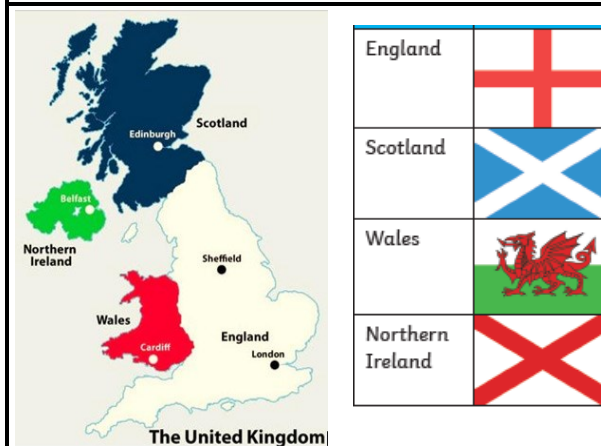 Edinburgh
Scotland
Belfast
Northern
Ireland
Sheffield
Wales
England
Cardiff
London
The United Kingdom
England
Scotland
Wales
Northern
Ireland